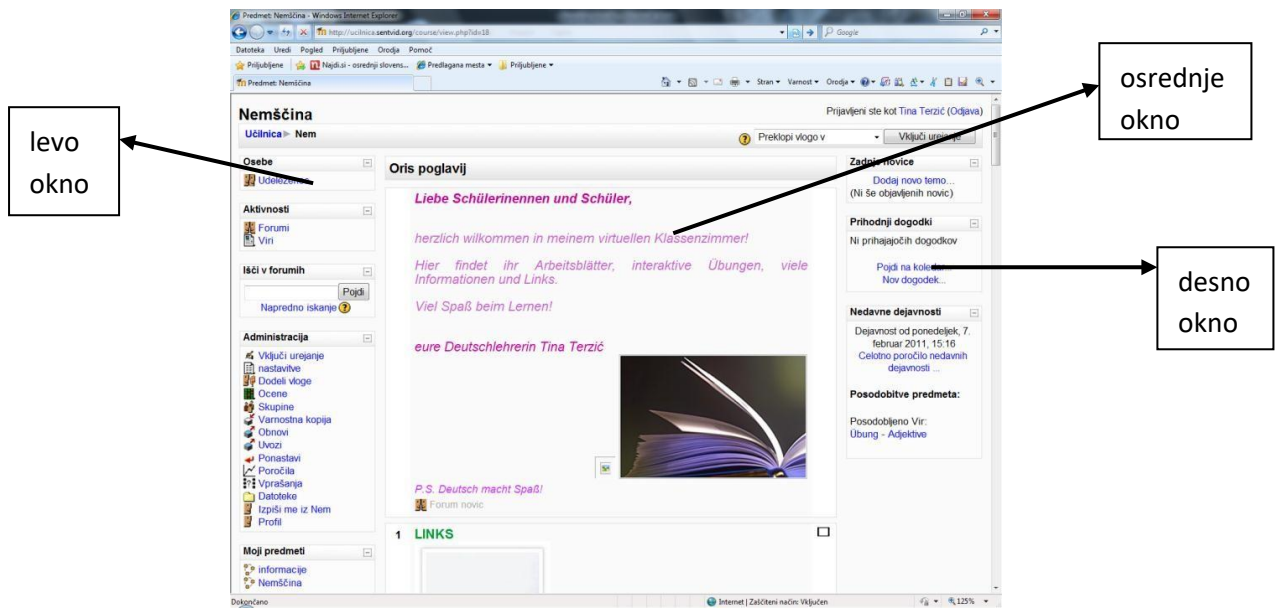 Predmet: Nemščina - Windows Internet Explorer
http://ucilnica.sentvid.org/course/view.php?id=18
Google
Datoteka Uredi Pogled Priljubljene Orodja Pomoč
Priljubljene Najdi.si - osrednji slovens... Predlagana mesta Priljubljene
Predmet: Nemščina
Stran Varnost Orodja
levo
okno
osrednje
okno
desno
okno
Nemščina
Prijavljeni ste kot Tina Terzić (Odjava)
Učilnica ► Nem
Preklopi vlogo v
Vključi urejanje
Osebe
Udeleženci
Aktivnosti
Forumi
Viri
Išči v forumih
Pojdi
Napredno iskanje
Administracija
Vključi urejanje
nastavitve
Dodeli vloge
Ocene
Skupine
Varnostna kopija
Obnovi
Uvozi
Ponastavi
Poročila
Vprašanja
Datoteke
Izpiši me iz Nem
Profil
Moji predmeti
informacije
Nemščina
Oris poglavij
Liebe Schülerinennen und Schüler,
herzlich wilkommen in meinem virtuellen Klassenzimmer!
Hier findet ihr Arbeitsblätter, interaktive Übungen, viele
Informationen und Links.
Viel Spaß beim Lernen!
eure Deutschlehrerin Tina Terzić
P.S. Deutsch macht Spaß!
Forum novic
1 LINKS
Zadnje novice
Dodaj novo temo...
(Ni še objavljenih novic)
Prihodnji dogodki
Ni prihajajočih dogodkov
Pojdi na koledar...
Nov dogodek...
Nedavne dejavnosti
Dejavnost od ponedeljek, 7.
februar 2011, 15:16
Celotno poročilo nedavnih
dejavnosti ...
Posodobitve predmeta:
Posodobljeno Vir:
Übung - Adjektive
Dokončano
Internet | Zaščiteni način: Vključen
125%